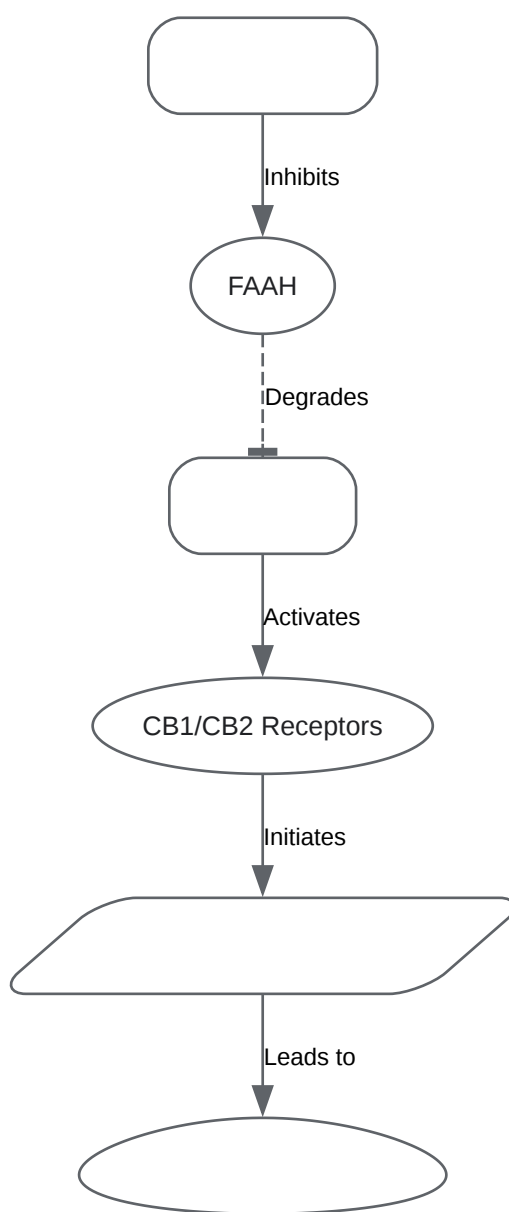 Inhibits
FAAH
Degrades
Activates
CB1/CB2 Receptors
Initiates
Leads to